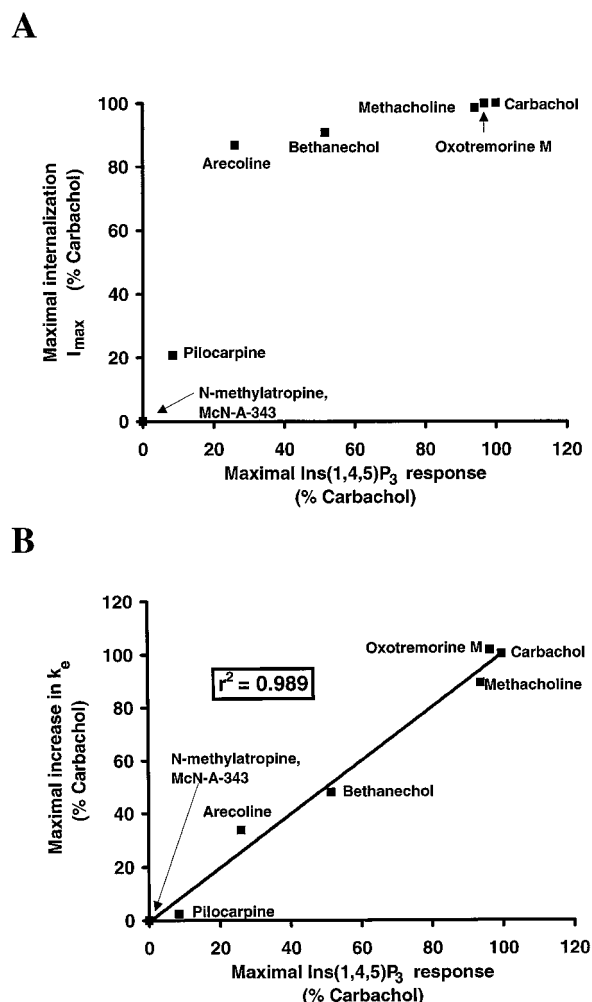 A
Maximal internalization
I_max (% Carbachol)
100
80
60
40
20
0
Methacholine
Carbachol
Oxotremorine M
Bethanechol
Arecoline
Pilocarpine
N-methylatropine,
McN-A-343
0 20 40 60 80 100 120
Maximal Ins(1,4,5)P3 response
(% Carbachol)
B
Maximal increase in ke
(% Carbachol)
120
100
80
60
40
20
0
r2 = 0.989
Oxotremorine M
Carbachol
Methacholine
N-methylatropine,
McN-A-343
Arecoline
Bethanechol
Pilocarpine
0 20 40 60 80 100 120
Maximal Ins(1,4,5)P3 response
(% Carbachol)